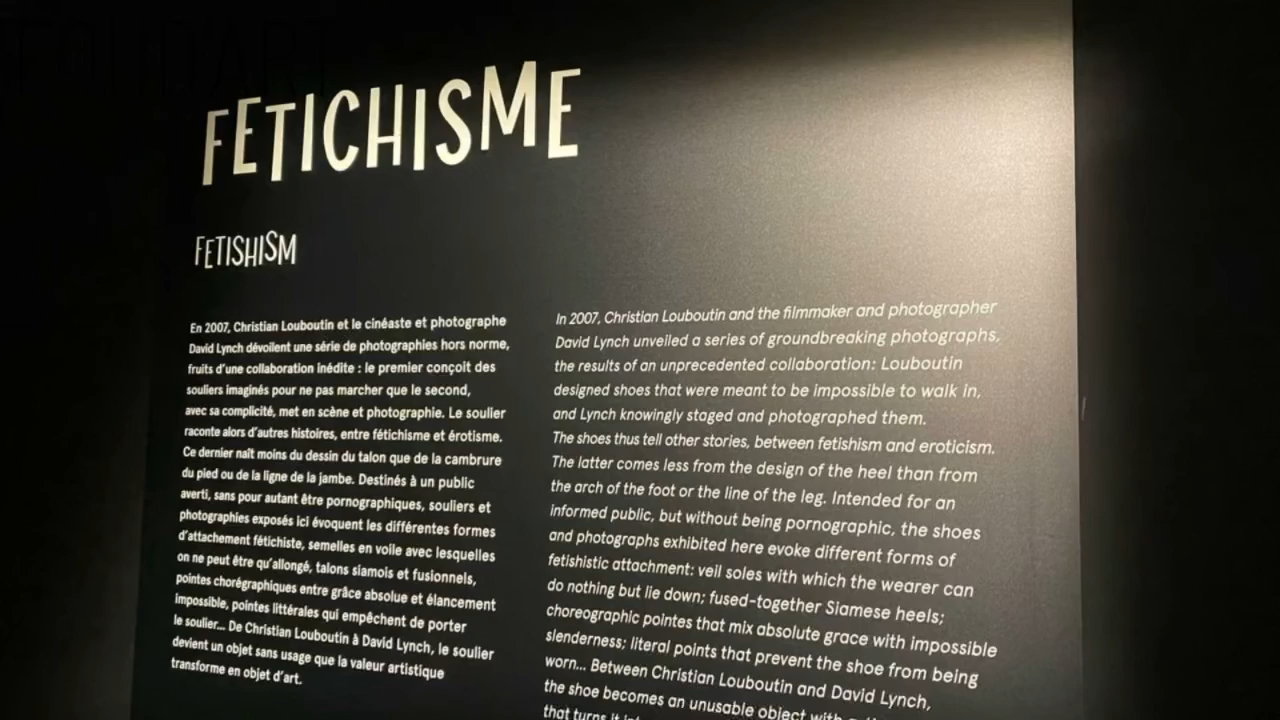 FETICHISME
FETISHISM
En 2007, Christian Louboutin et le cinéaste et photographe
David Lynch dévoilent une série de photographies hors norme,
fruits d'une collaboration inédite : le premier conçoit des
souliers imaginés pour ne pas marcher que le second,
avec sa complicité, met en scène et photographie. Le soulier
raconte alors d'autres histoires, entre fétichisme et érotisme.
Ce dernier naît moins du dessin du talon que de la cambrure
du pied ou de la ligne de la jambe. Destinés à un public
averti, sans pour autant être pornographiques, souliers et
photographies exposés ici évoquent les différentes formes
d'attachement fétichiste, semelles en voile avec lesquelles
on ne peut être qu'allongé, talons siamois et fusionnels,
pointes chorégraphiques entre grâce absolue et élancement
impossible, pointes littérales qui empêchent de porter
le soulier... De Christian Louboutin à David Lynch, le soulier
devient un objet sans usage que la valeur artistique
transforme en objet d'art.
In 2007, Christian Louboutin and the filmmaker and photographer
David Lynch unveiled a series of groundbreaking photographs,
the results of an unprecedented collaboration: Louboutin
designed shoes that were meant to be impossible to walk in,
and Lynch knowingly staged and photographed them.
The shoes thus tell other stories, between fetishism and eroticism.
The latter comes less from the design of the heel than from
the arch of the foot or the line of the leg. Intended for an
informed public, but without being pornographic, the shoes
and photographs exhibited here evoke different forms of
fetishistic attachment: veil soles with which the wearer can
do nothing but lie down; fused-together Siamese heels;
choreographic pointes that mix absolute grace with impossible
slenderness; literal points that prevent the shoe from being
worn... Between Christian Louboutin and David Lynch,
the shoe becomes an unusable object with
that turns it